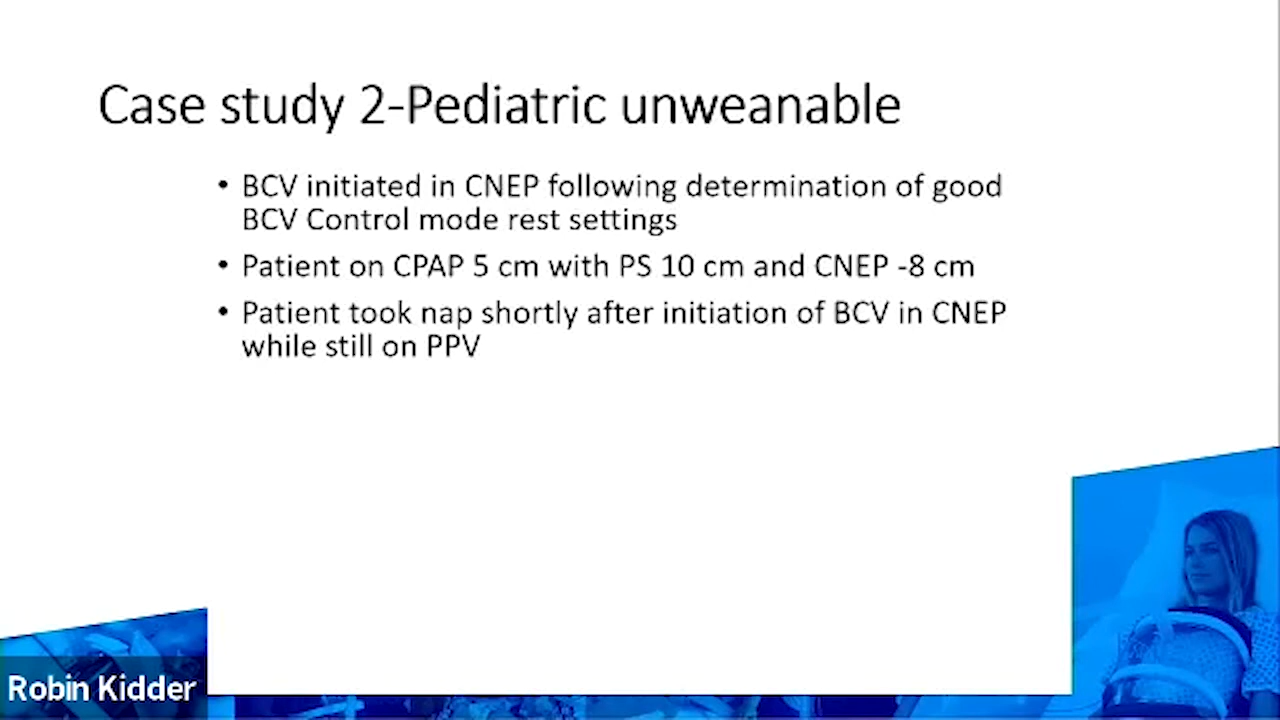 Case study 2-Pediatric unweanable
• BCV initiated in CNEP following determination of good
BCV Control mode rest settings
• Patient on CPAP 5 cm with PS 10 cm and CNEP -8 cm
• Patient took nap shortly after initiation of BCV in CNEP
while still on PPV
Robin Kidder